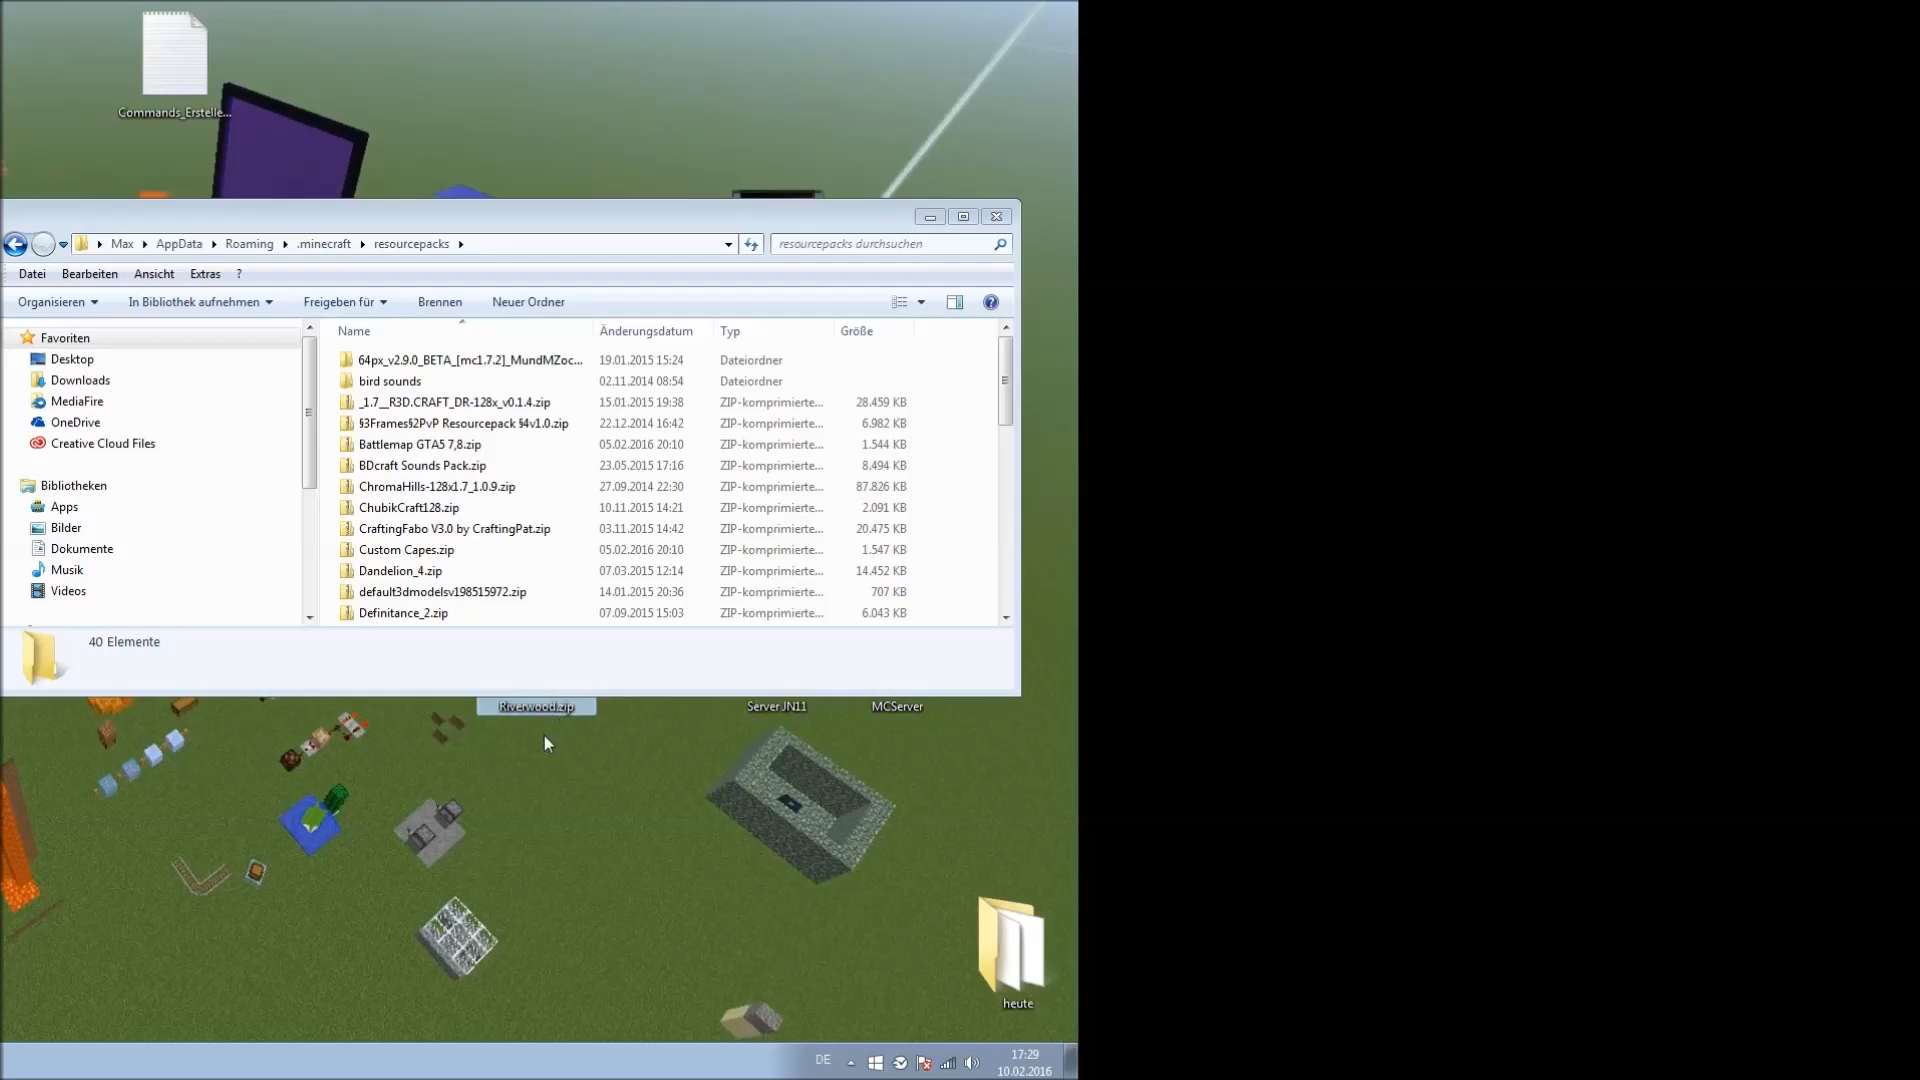 Commands_Erstelle...
Max AppData Roaming .minecraft resourcepacks
resourcepacks durchsuchen
Datei Bearbeiten Ansicht Extras ?
Organisieren In Bibliothek aufnehmen Freigeben für Brennen Neuer Ordner
Favoriten
Desktop
Downloads
MediaFire
OneDrive
Creative Cloud Files
Bibliotheken
Apps
Bilder
Dokumente
Musik
Videos
Name Änderungsdatum Typ Größe
64px_v2.9.0_BETA_[mc1.7.2]_MundMZoc... 19.01.2015 15:24 Dateiordner
bird sounds 02.11.2014 08:54 Dateiordner
_1.7__R3D.CRAFT_DR-128x_v0.1.4.zip 15.01.2015 19:38 ZIP-komprimierte... 28.459 KB
§3Frames§2PvP Resourcepack §4v1.0.zip 22.12.2014 16:42 ZIP-komprimierte... 6.982 KB
Battlemap GTA5 7,8.zip 05.02.2016 20:10 ZIP-komprimierte... 1.544 KB
BDcraft Sounds Pack.zip 23.05.2015 17:16 ZIP-komprimierte... 8.494 KB
ChromaHills-128x1.7_1.0.9.zip 27.09.2014 22:30 ZIP-komprimierte... 87.826 KB
ChubikCraft128.zip 10.11.2015 14:21 ZIP-komprimierte... 2.091 KB
CraftingFabo V3.0 by CraftingPat.zip 03.11.2015 14:42 ZIP-komprimierte... 20.475 KB
Custom Capes.zip 05.02.2016 20:10 ZIP-komprimierte... 1.547 KB
Dandelion_4.zip 07.03.2015 12:14 ZIP-komprimierte... 14.452 KB
default3dmodelsv198515972.zip 14.01.2015 20:36 ZIP-komprimierte... 707 KB
Definitance_2.zip 07.09.2015 15:03 ZIP-komprimierte... 6.043 KB
40 Elemente
Riverwood.zip
Server JN11
MCServer
heute
DE
17:29
10.02.2016